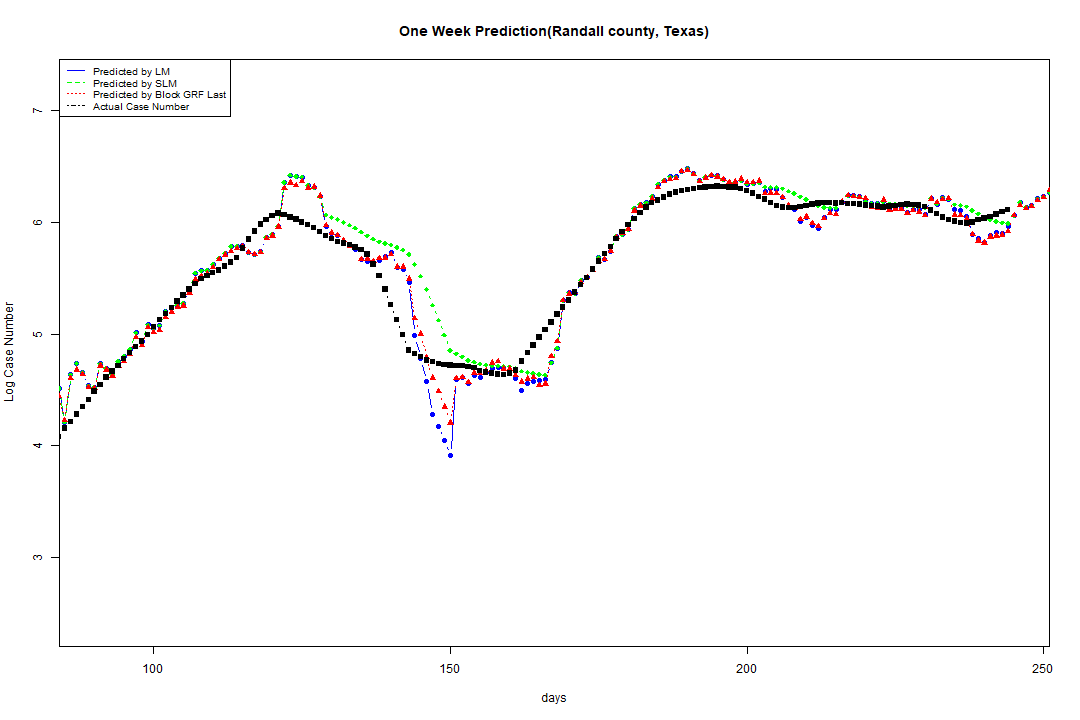 One Week Prediction(Randall county, Texas)
Predicted by LM
Predicted by SLM
Predicted by Block GRF Last
Actual Case Number
7
6
5
4
3
Log Case Number
100 150 200 250
days